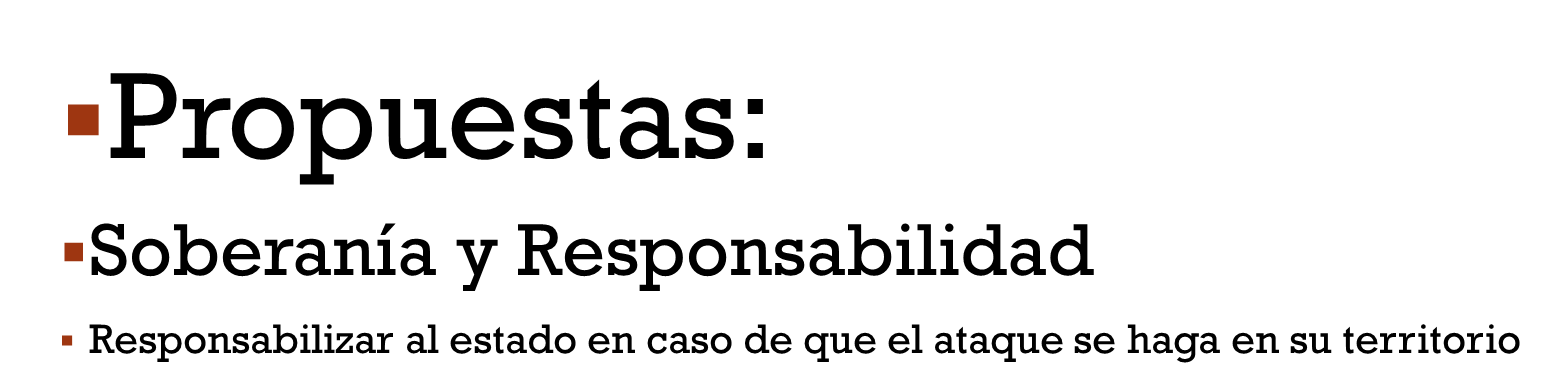 ▪Propuestas:
▪Soberanía y Responsabilidad
▪ Responsabilizar al estado en caso de que el ataque se haga en su territorio